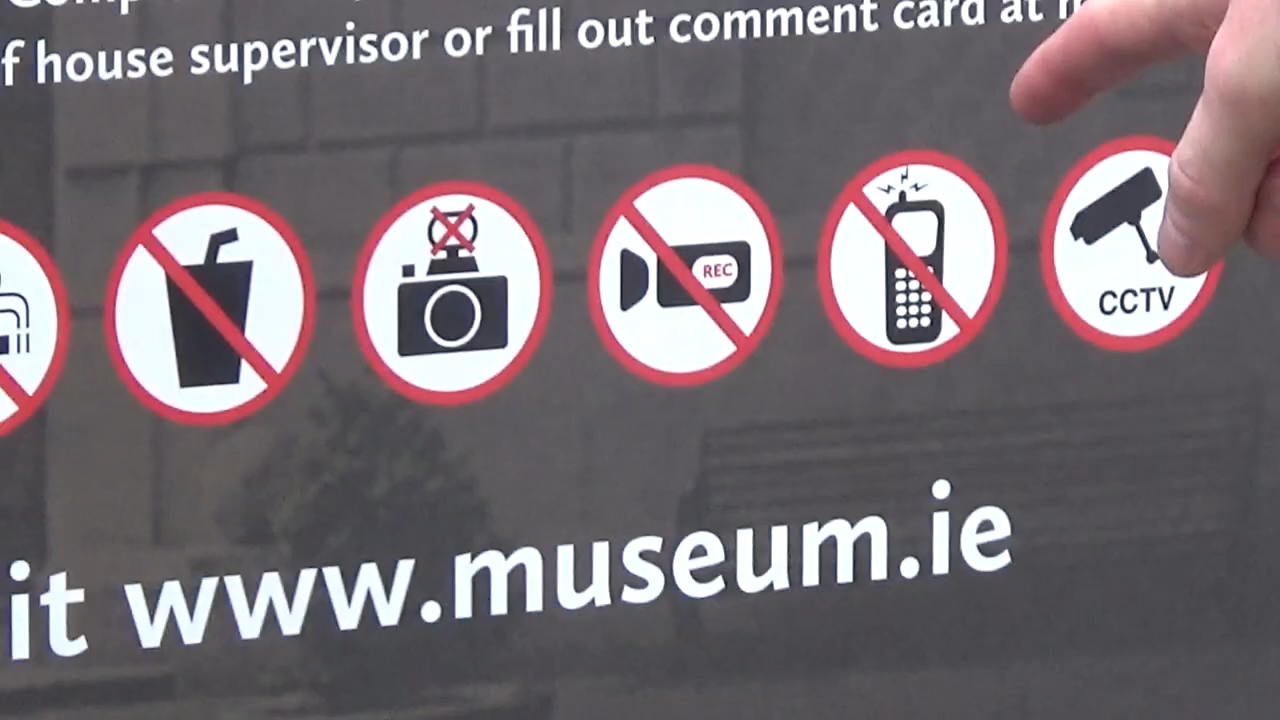 f house supervisor or fill out comment card at
REC
CCTV
it www.museum.ie